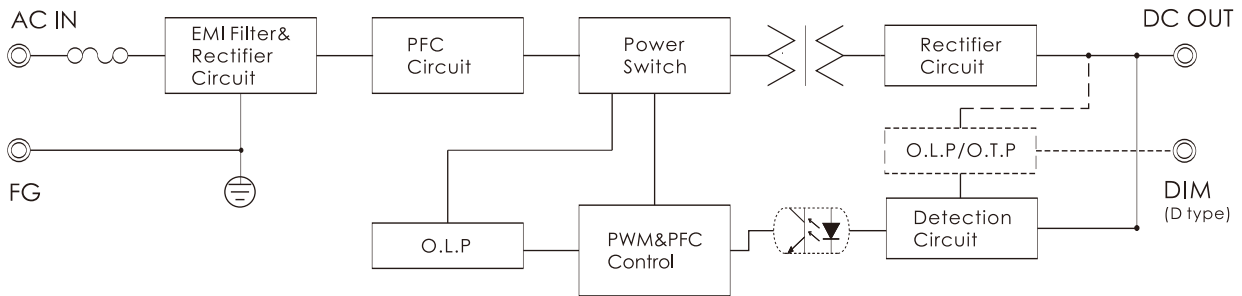 AC IN
EMI Filter&
Rectifier
Circuit
PFC
Circuit
Power
Switch
Rectifier
Circuit
DC OUT
FG
O.L.P/O.T.P
DIM
(D type)
O.L.P
PWM&PFC
Control
Detection
Circuit